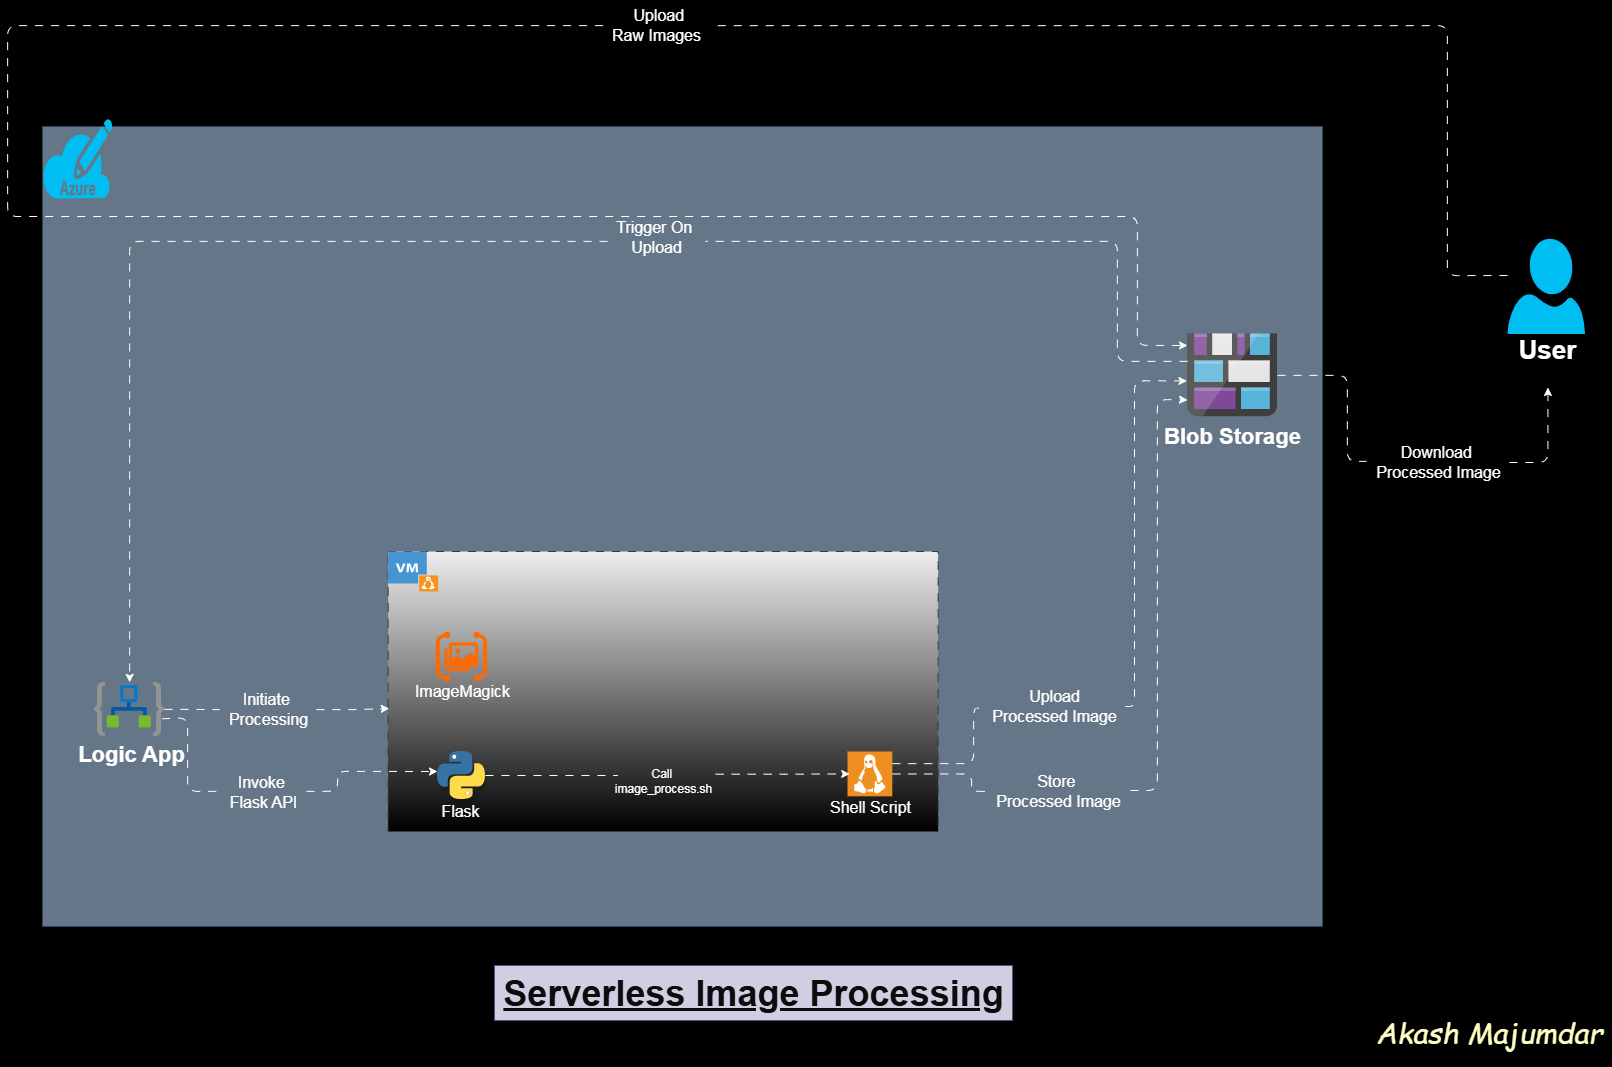 Upload
Raw Images
Azure
Trigger On
Upload
User
Blob Storage
Download
Processed Image
VM
ImageMagick
Initiate
Processing
Upload
Processed Image
Logic App
Invoke
Flask API
Call
image_process.sh
Flask
Shell Script
Store
Processed Image
Serverless Image Processing
Akash Majumdar